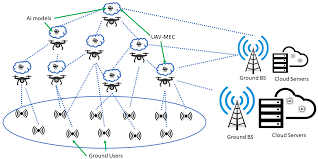 AI models
UAV-MEC
Ground BS
Cloud Servers
Ground BS
Cloud Servers
Ground Users